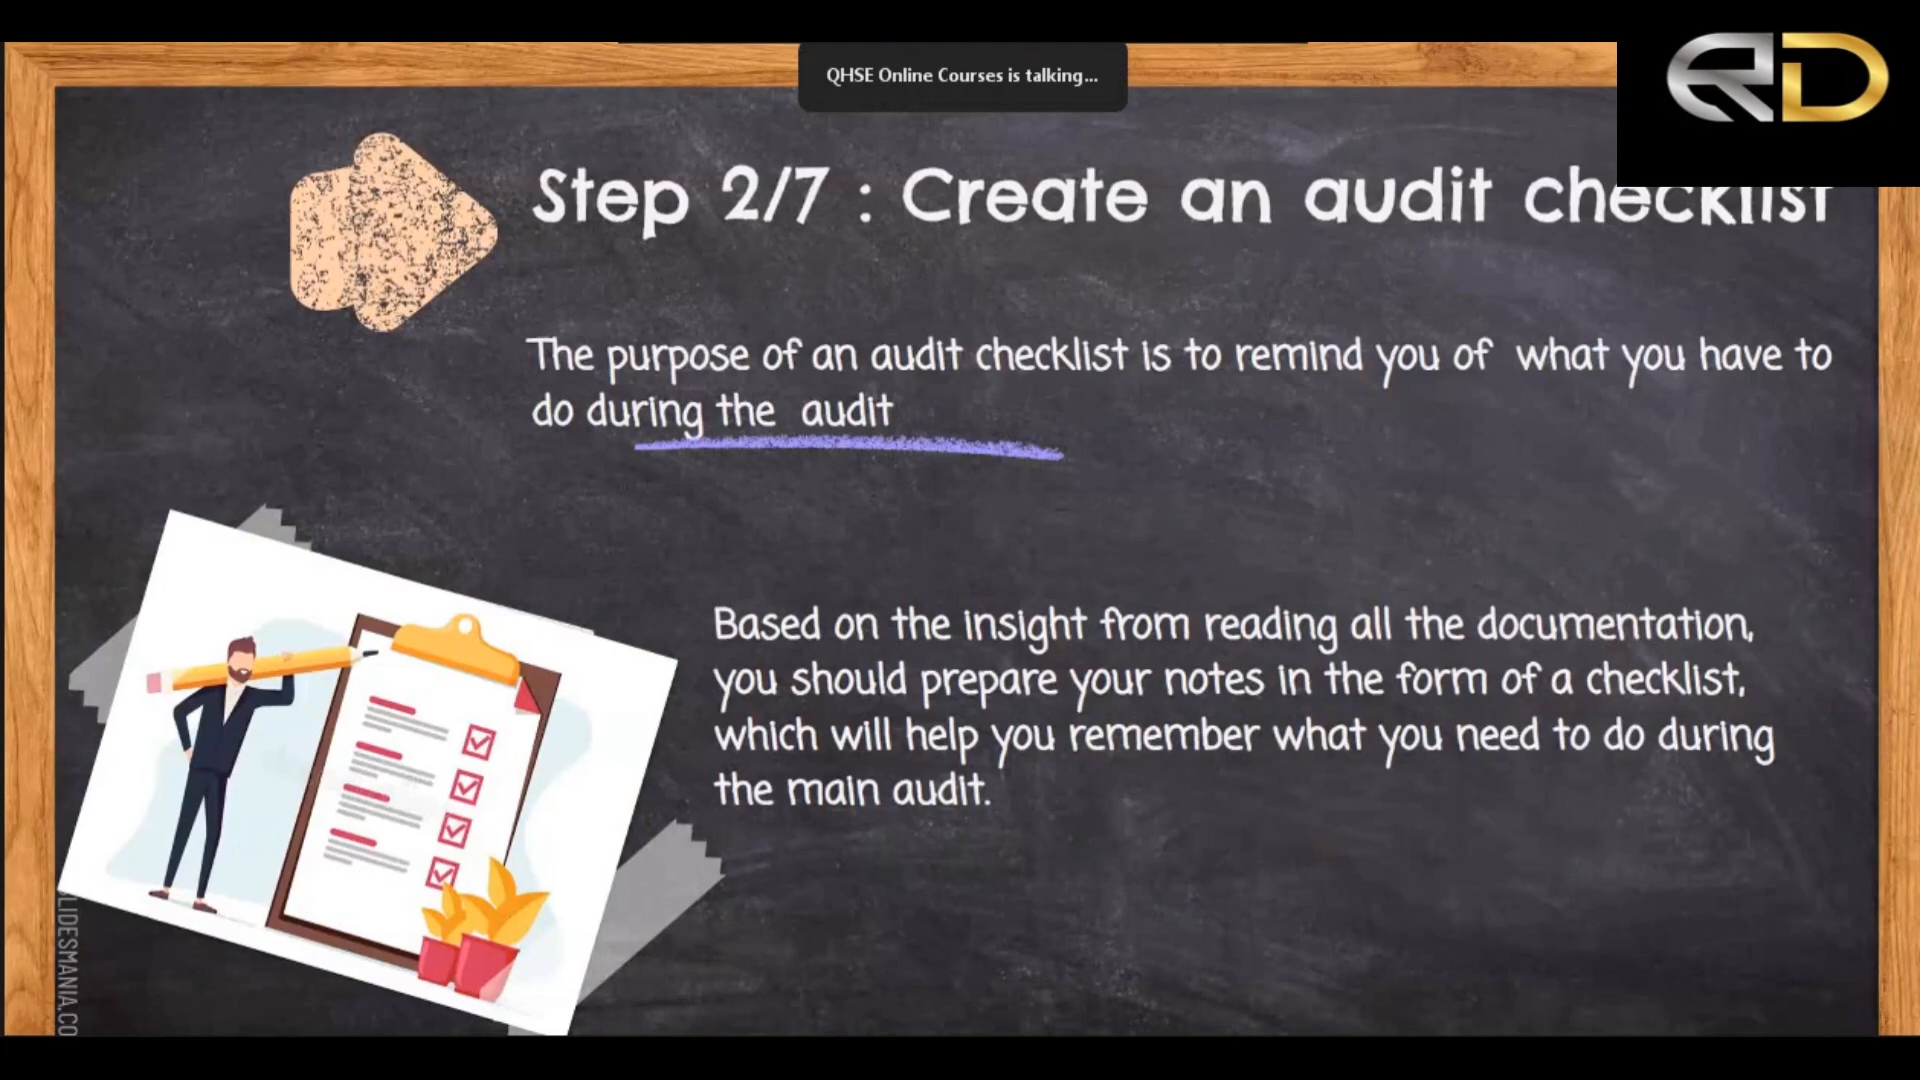 QHSE Online Courses is talking...
RD
Step 2/7 : Create an audit checklist
The purpose of an audit checklist is to remind you of what you have to
do during the audit
Based on the insight from reading all the documentation,
you should prepare your notes in the form of a checklist,
which will help you remember what you need to do during
the main audit.
LIDESMANIA.CO